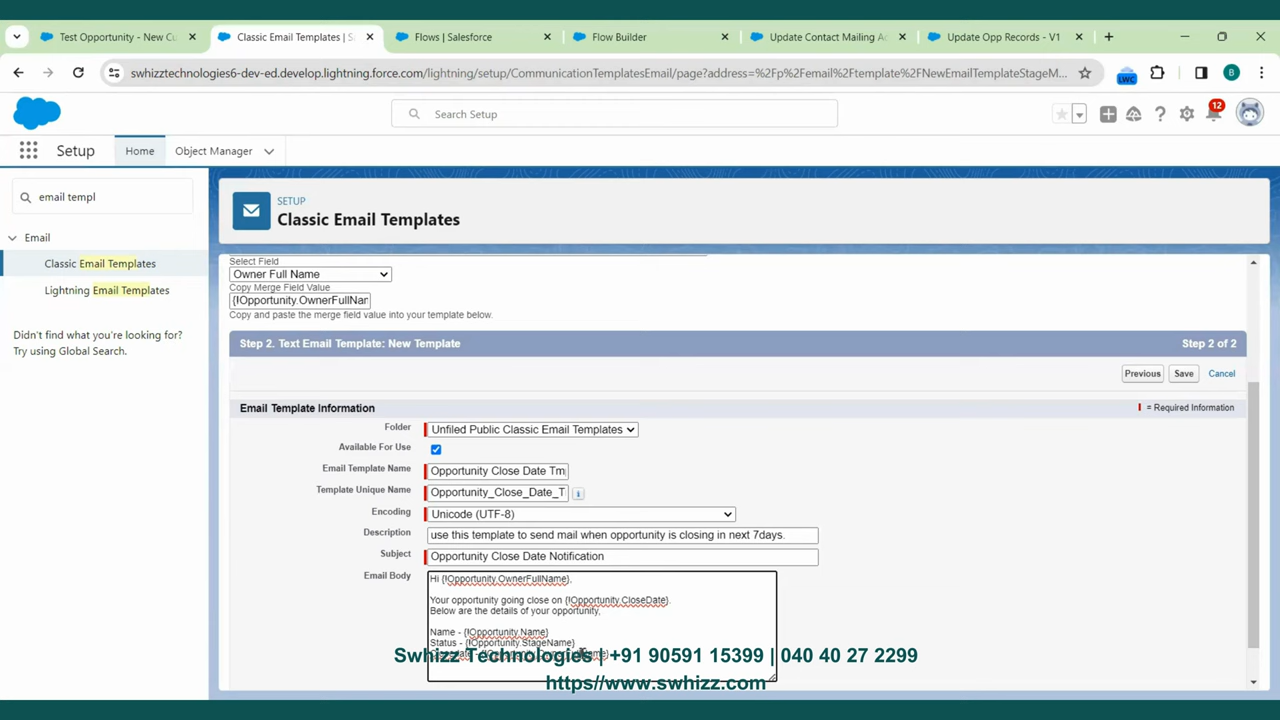 Test Opportunity - New Cu
Classic Email Templates | S
Flows | Salesforce
Flow Builder
Update Contact Mailing A
Update Opp Records - V1
swhizztechnologies6-dev-ed.develop.lightning.force.com/lightning/setup/CommunicationTemplatesEmail/page?address=%2Fp%2Femail%2Ftemplate%2FNewEmailTemplateStageM...
LWC
B
Search Setup
12
Setup
Home
Object Manager
email templ
Email
Classic Email Templates
Lightning Email Templates
Didn't find what you're looking for?
Try using Global Search.
SETUP
Classic Email Templates
Select Field
Owner Full Name
Copy Merge Field Value
{!Opportunity.OwnerFullNar
Copy and paste the merge field value into your template below.
Step 2. Text Email Template: New Template
Step 2 of 2
Previous
Save
Cancel
Email Template Information
= Required Information
Folder
Unfiled Public Classic Email Templates
Available For Use
Email Template Name
Opportunity Close Date Tm
Template Unique Name
Opportunity_Close_Date_T
Encoding
Unicode (UTF-8)
Description
use this template to send mail when opportunity is closing in next 7days.
Subject
Opportunity Close Date Notification
Email Body
Hi {!Opportunity.OwnerFullName},
Your opportunity going close on {!Opportunity.CloseDate}.
Below are the details of your opportunity,
Name - {!Opportunity.Name}
Status - {!Opportunity.StageName}
Swhizz Technologies | +91 90591 15399 | 040 40 27 2299
https//www.swhizz.com